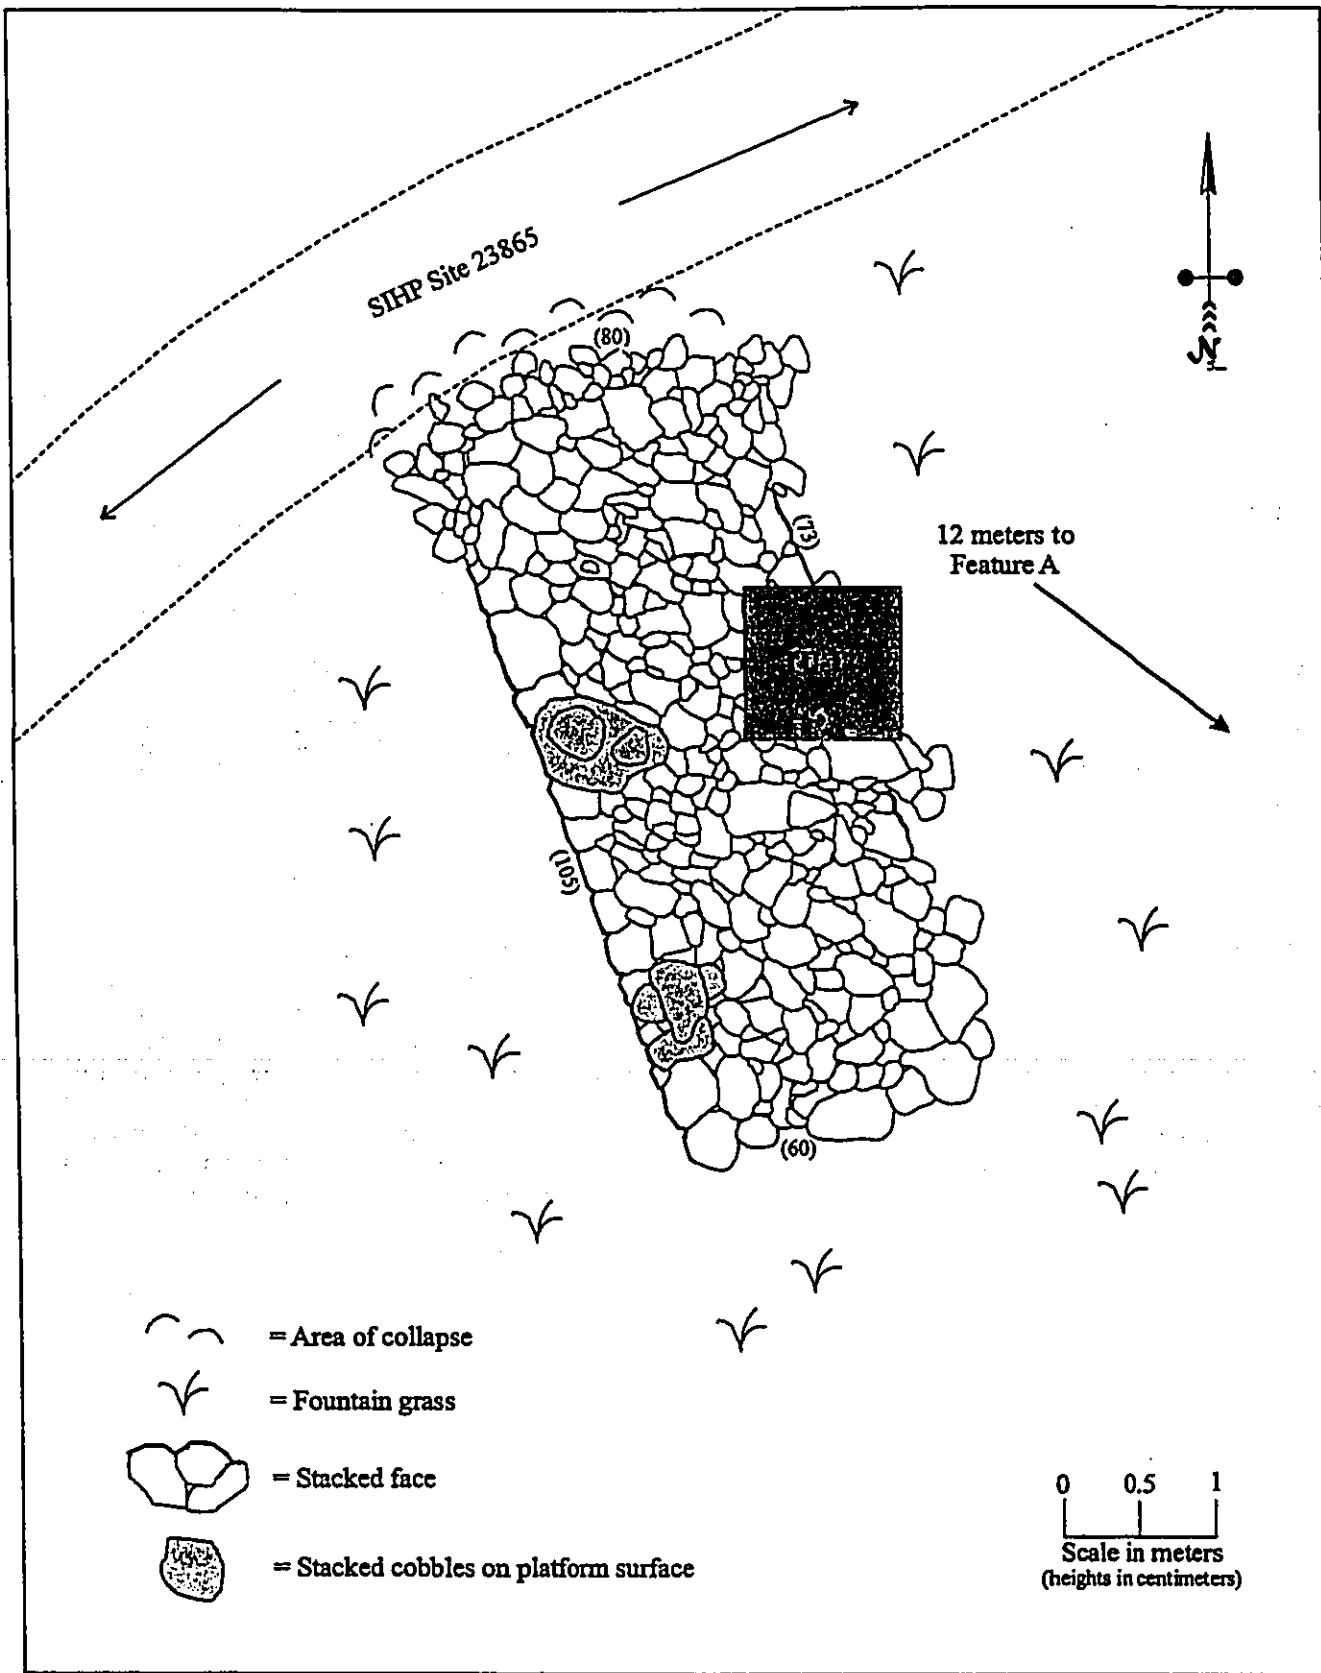 SIHP Site 23865
(80)
(73)
12 meters to
Feature A
(105)
(60)
= Area of collapse
= Fountain grass
= Stacked face
= Stacked cobbles on platform surface
0 0.5 1
Scale in meters
(heights in centimeters)
N